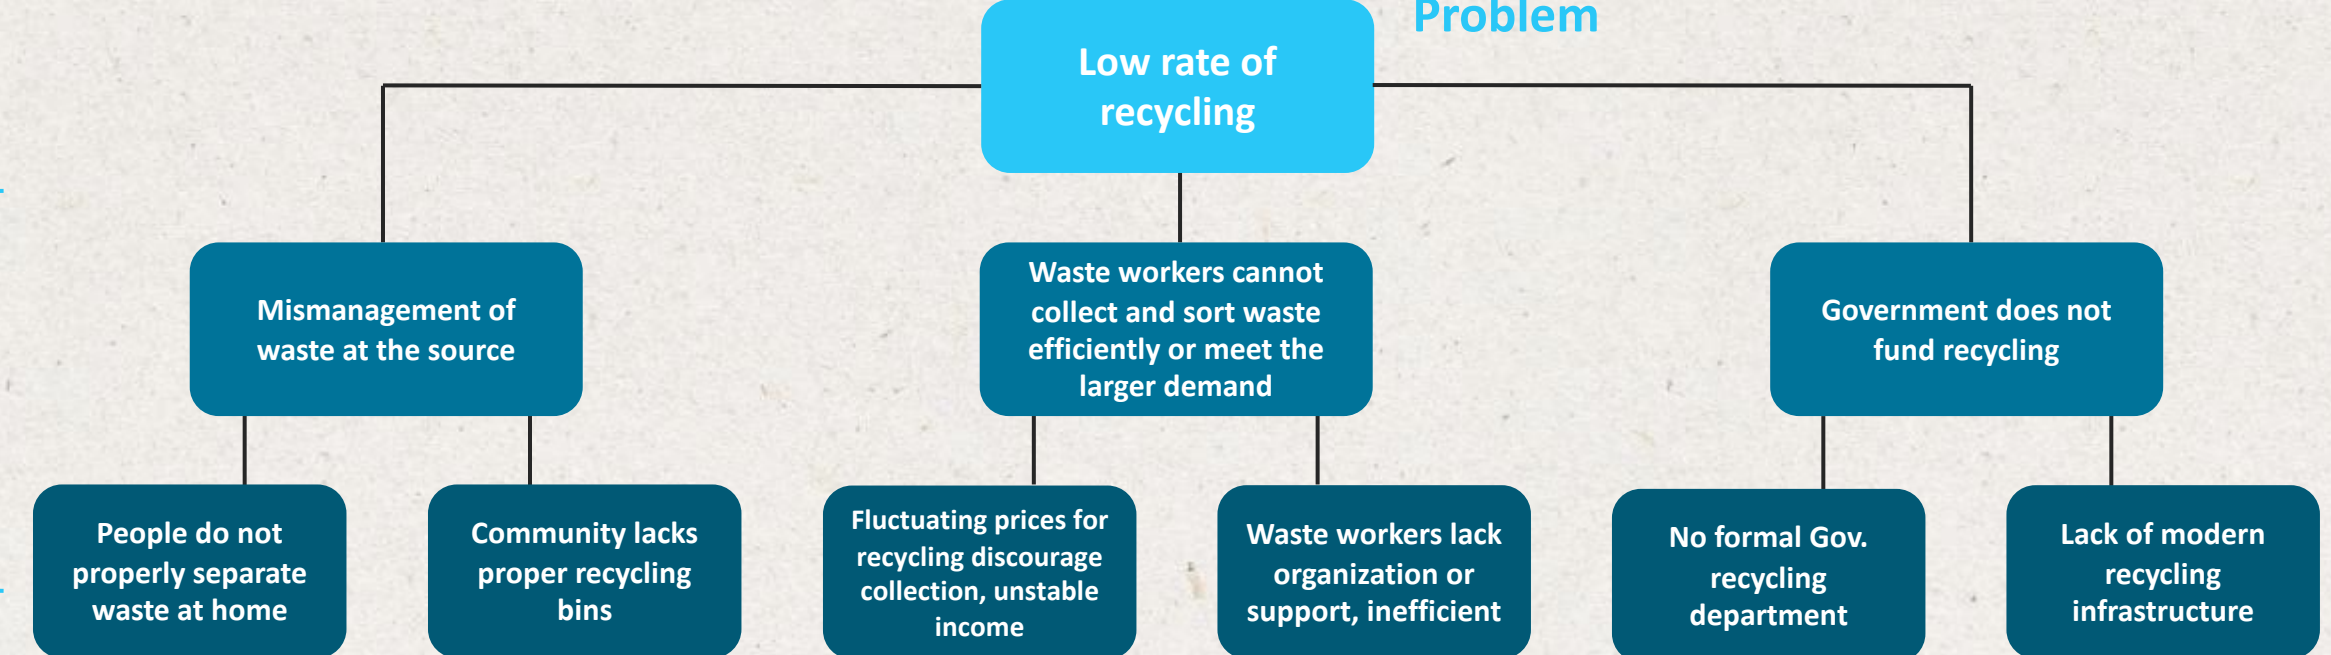 Problem
Low rate of
recycling
Mismanagement of
waste at the source
Waste workers cannot
collect and sort waste
efficiently or meet the
larger demand
Government does not
fund recycling
People do not
properly separate
waste at home
Community lacks
proper recycling
bins
Fluctuating prices for
recycling discourage
collection, unstable
income
Waste workers lack
organization or
support, inefficient
No formal Gov.
recycling
department
Lack of modern
recycling
infrastructure